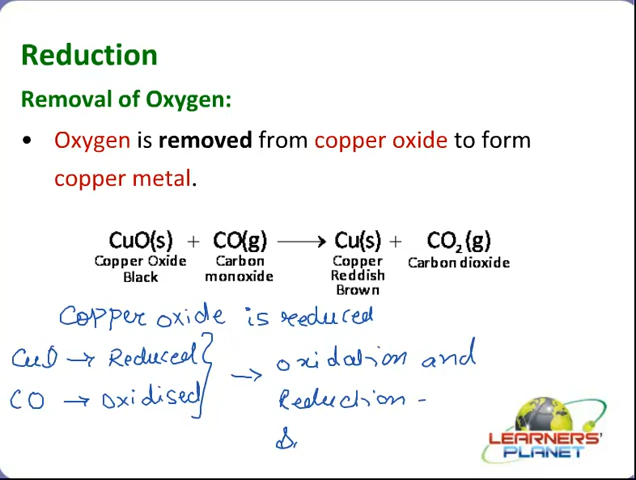 Reduction
Removal of Oxygen:
• Oxygen is removed from copper oxide to form
copper metal.
CuO(s) + CO(g) ⟶ Cu(s) + CO₂(g)
Copper Oxide Carbon Copper Carbon dioxide
Black monoxide Reddish
Brown
Copper oxide is reduced
CuO → Reduced } → oxidation and
CO → oxidised Reduction -
LEARNERS'
PLANET